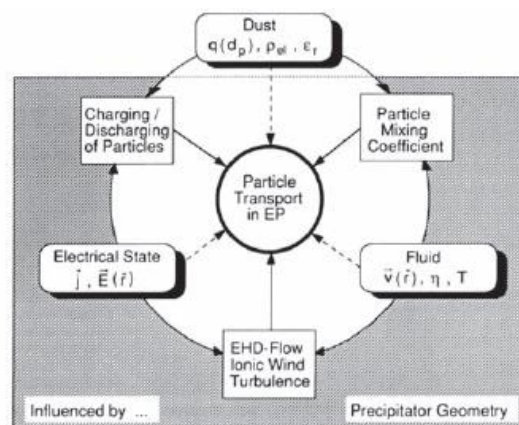 Dust
q(dₚ), ρₑₗ, εᵣ
Charging /
Discharging
of Particles
Particle
Mixing
Coefficient
Particle
Transport
in EP
Electrical State
j⃗, E⃗(r⃗)
Fluid
v⃗(r⃗), η, T
EHD-Flow
Ionic Wind
Turbulence
Influenced by ...
Precipitator Geometry